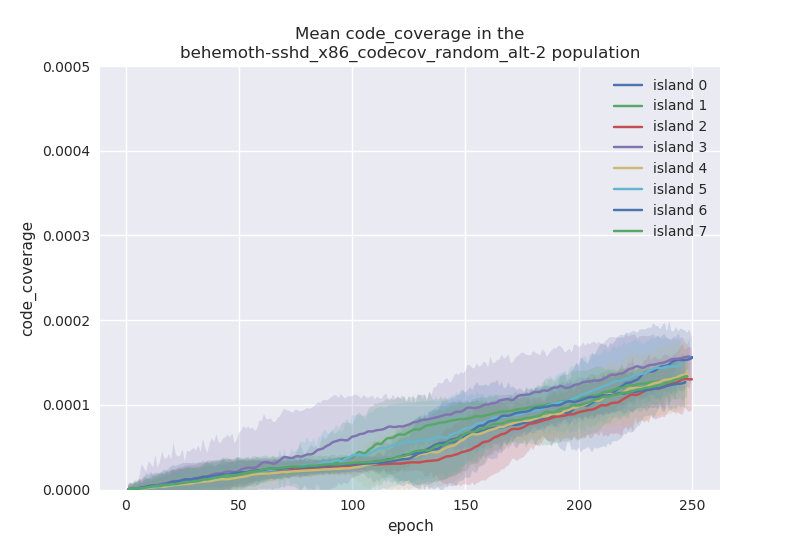 Mean code_coverage in the
behemoth-sshd_x86_codecov_random_alt-2 population
0.0005
0.0004
0.0003
0.0002
0.0001
0.0000
code_coverage
island 0
island 1
island 2
island 3
island 4
island 5
island 6
island 7
0 50 100 150 200 250
epoch